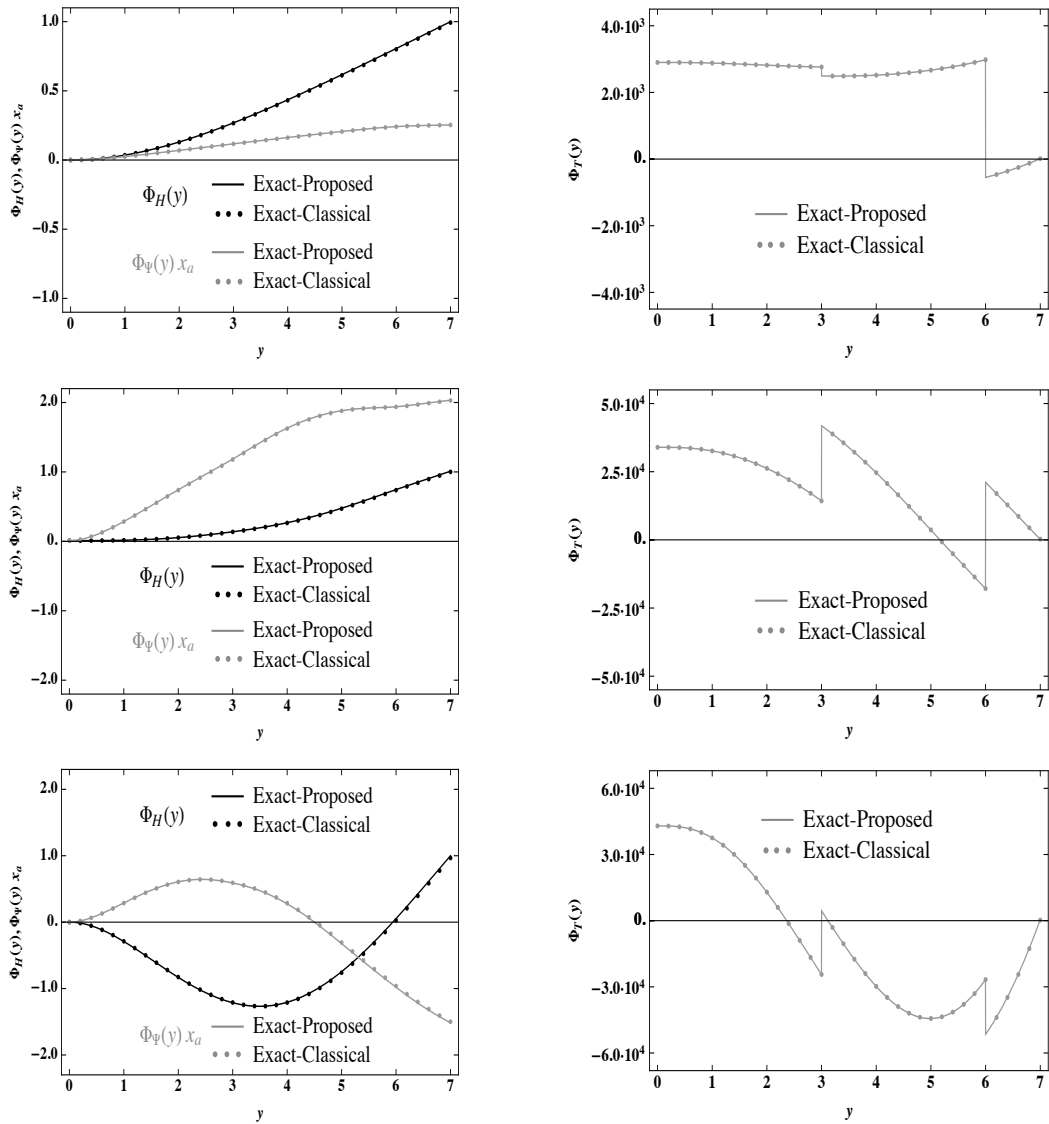 1.0
0.5
0.
−0.5
−1.0
Φ_H(y), Φ_Ψ(y) x_a
Φ_H(y)
Exact-Proposed
Exact-Classical
Φ_Ψ(y) x_a
Exact-Proposed
Exact-Classical
0 1 2 3 4 5 6 7
y
4.0·10³
2.0·10³
0.
−2.0·10³
−4.0·10³
Φ_T(y)
Exact-Proposed
Exact-Classical
0 1 2 3 4 5 6 7
y
2.0
1.0
0.
−1.0
−2.0
Φ_H(y), Φ_Ψ(y) x_a
Φ_H(y)
Exact-Proposed
Exact-Classical
Φ_Ψ(y) x_a
Exact-Proposed
Exact-Classical
0 1 2 3 4 5 6 7
y
5.0·10⁴
2.5·10⁴
0.
−2.5·10⁴
−5.0·10⁴
Φ_T(y)
Exact-Proposed
Exact-Classical
0 1 2 3 4 5 6 7
y
2.0
1.0
0.
−1.0
−2.0
Φ_H(y), Φ_Ψ(y) x_a
Φ_H(y)
Exact-Proposed
Exact-Classical
Φ_Ψ(y) x_a
Exact-Proposed
Exact-Classical
0 1 2 3 4 5 6 7
y
6.0·10⁴
3.0·10⁴
0.
−3.0·10⁴
−6.0·10⁴
Φ_T(y)
Exact-Proposed
Exact-Classical
0 1 2 3 4 5 6 7
y